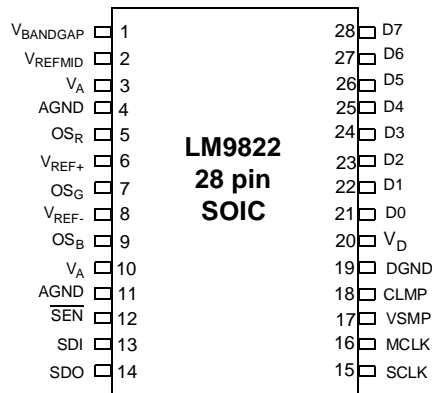 VBANDGAP 1 28 D7
VREFMID 2 27 D6
VA 3 26 D5
AGND 4 25 D4
OSR 5 24 D3
LM9822
VREF+ 6 23 D2
28 pin
OSG 7 22 D1
SOIC
VREF- 8 21 D0
OSB 9 20 VD
VA 10 19 DGND
AGND 11 18 CLMP
SEN 12 17 VSMP
SDI 13 16 MCLK
SDO 14 15 SCLK